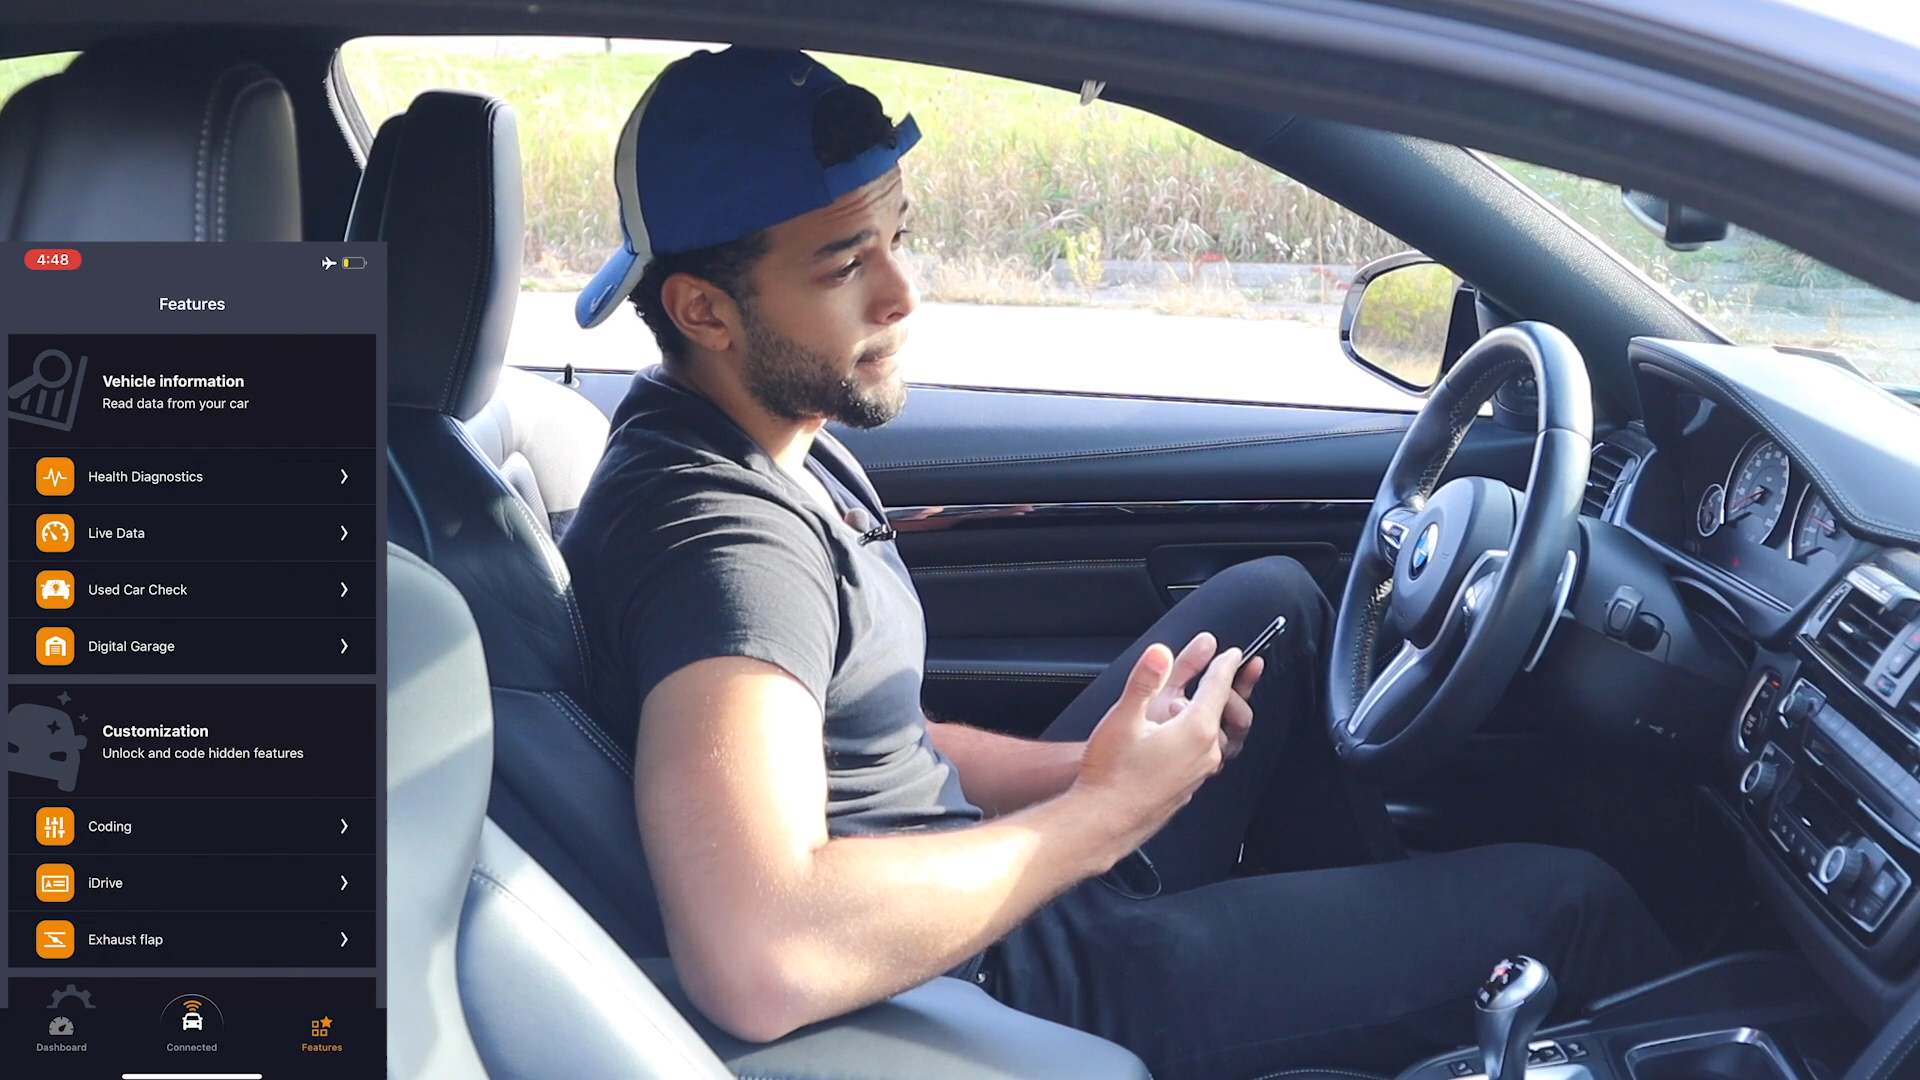 4:48
Features
Vehicle information
Read data from your car
Health Diagnostics
Live Data
Used Car Check
Digital Garage
Customization
Unlock and code hidden features
Coding
iDrive
Exhaust flap
Dashboard
Connected
Features